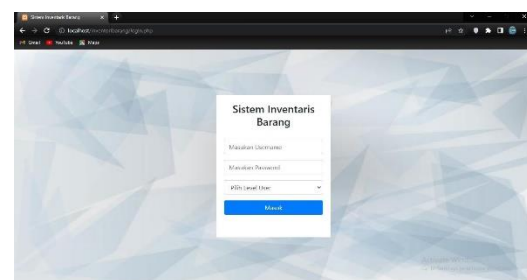 Sistem Inventaris Barang
localhost/inventarisbarang/login.php
Gmail YouTube Maps
Sistem Inventaris
Barang
Masukan Username
Masukan Password
Pilih Level User
Masuk